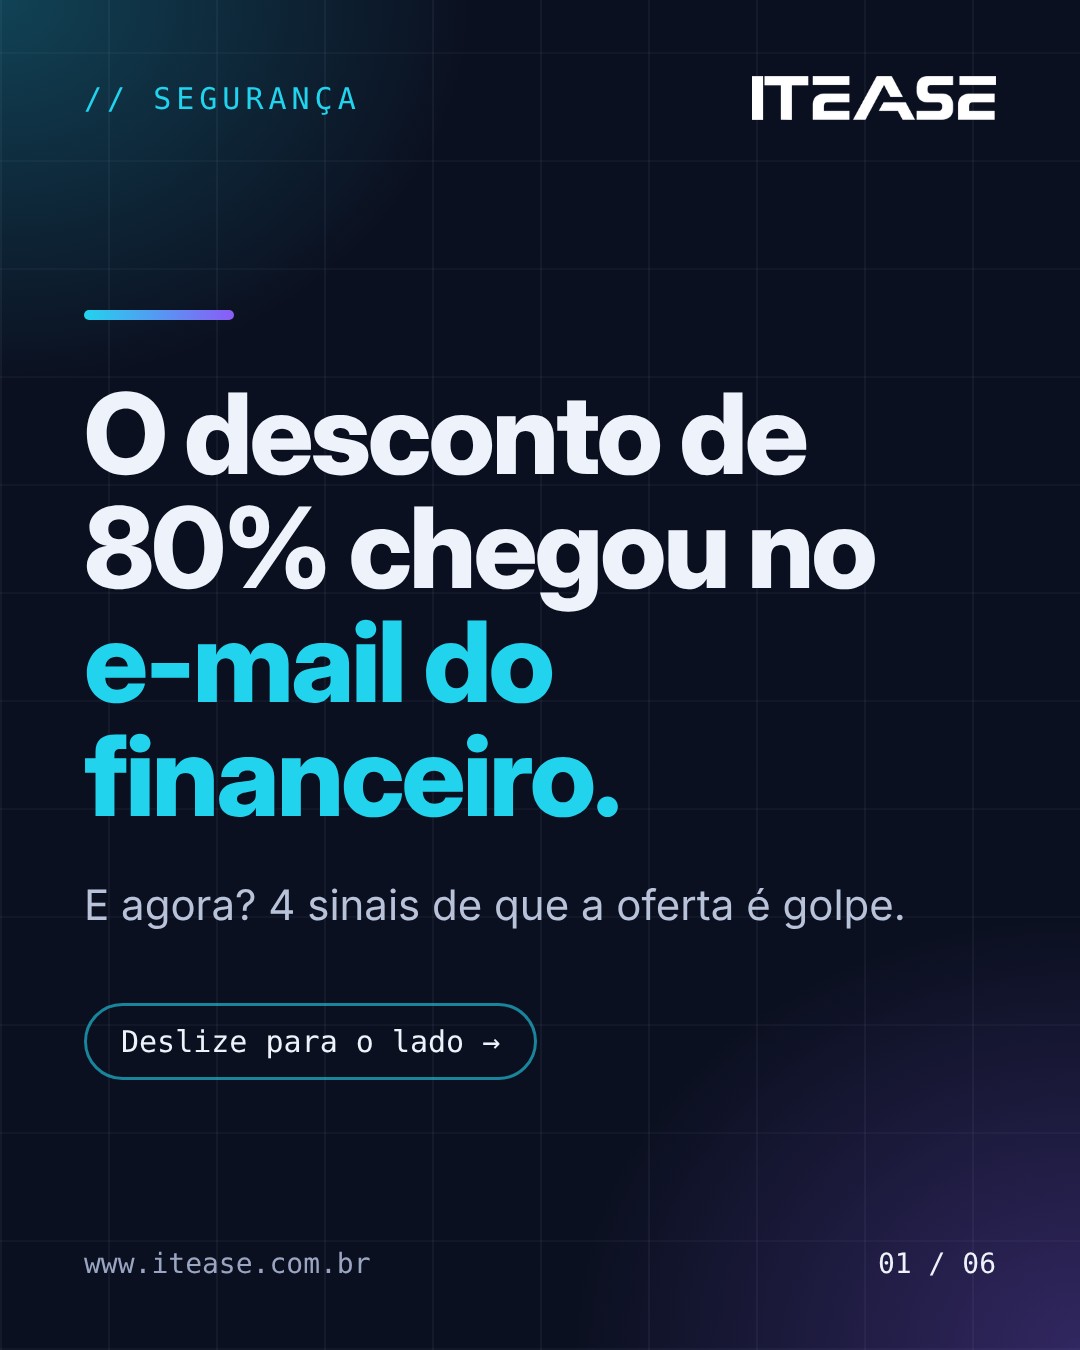 // SEGURANÇA
ITEASE
O desconto de
80% chegou no
e-mail do
financeiro.
E agora? 4 sinais de que a oferta é golpe.
Deslize para o lado →
www.itease.com.br
01 / 06